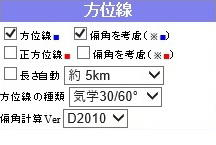 方位線
方位線■ 偏角を考慮(※■)
正方位線■ 偏角を考慮(※■)
長さ自動 約 5km
方位線の種類 気学30/60°
偏角計算Ver D2010